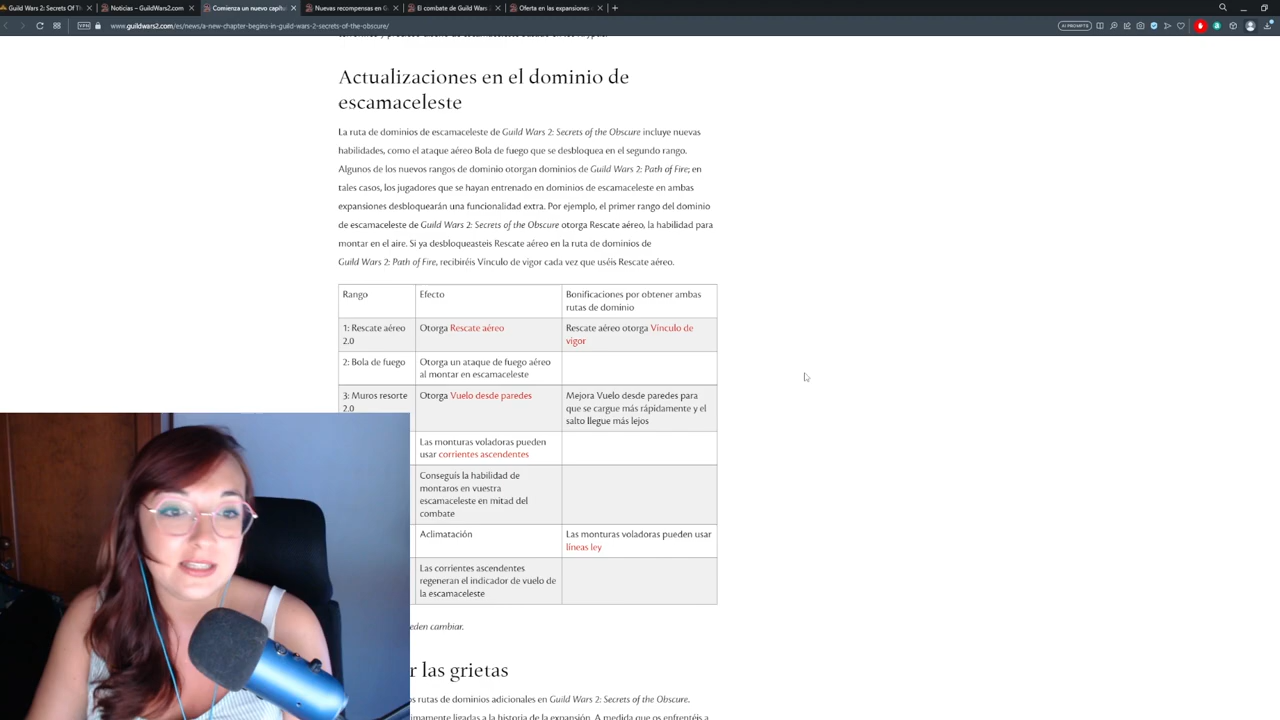 Guild Wars 2: Secrets Of Th
Noticias – GuildWars2.com
Comienza un nuevo capítu
Nuevas recompensas en G
El combate de Guild Wars
Oferta en las expansiones
VPN
www.guildwars2.com/es/news/a-new-chapter-begins-in-guild-wars-2-secrets-of-the-obscure/
AI PROMPTS
Actualizaciones en el dominio de
escamaceleste
La ruta de dominios de escamaceleste de Guild Wars 2: Secrets of the Obscure incluye nuevas
habilidades, como el ataque aéreo Bola de fuego que se desbloquea en el segundo rango.
Algunos de los nuevos rangos de dominio otorgan dominios de Guild Wars 2: Path of Fire; en
tales casos, los jugadores que se hayan entrenado en dominios de escamaceleste en ambas
expansiones desbloquearán una funcionalidad extra. Por ejemplo, el primer rango del dominio
de escamaceleste de Guild Wars 2: Secrets of the Obscure otorga Rescate aéreo, la habilidad para
montar en el aire. Si ya desbloqueasteis Rescate aéreo en la ruta de dominios de
Guild Wars 2: Path of Fire, recibiréis Vínculo de vigor cada vez que uséis Rescate aéreo.
Rango
Efecto
Bonificaciones por obtener ambas
rutas de dominio
1: Rescate aéreo
2.0
Otorga Rescate aéreo
Rescate aéreo otorga Vínculo de
vigor
2: Bola de fuego
Otorga un ataque de fuego aéreo
al montar en escamaceleste
3: Muros resorte
2.0
Otorga Vuelo desde paredes
Mejora Vuelo desde paredes para
que se cargue más rápidamente y el
salto llegue más lejos
Las monturas voladoras pueden
usar corrientes ascendentes
Conseguís la habilidad de
montaros en vuestra
escamaceleste en mitad del
combate
Aclimatación
Las monturas voladoras pueden usar
líneas ley
Las corrientes ascendentes
regeneran el indicador de vuelo de
la escamaceleste
eden cambiar.
r las grietas
os rutas de dominios adicionales en Guild Wars 2: Secrets of the Obscure.
imamente ligadas a la historia de la expansión. A medida que os enfrentéis a